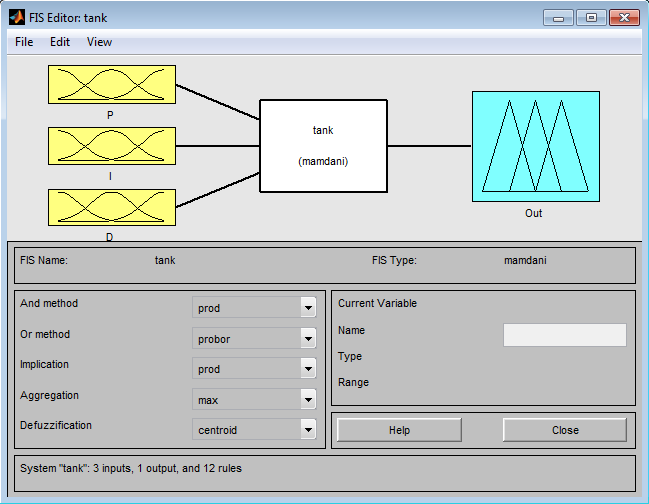 FIS Editor: tank
File Edit View
P
I
D
tank
(mamdani)
Out
FIS Name: tank FIS Type: mamdani
And method prod
Or method probor
Implication prod
Aggregation max
Defuzzification centroid
Current Variable
Name
Type
Range
Help Close
System "tank": 3 inputs, 1 output, and 12 rules